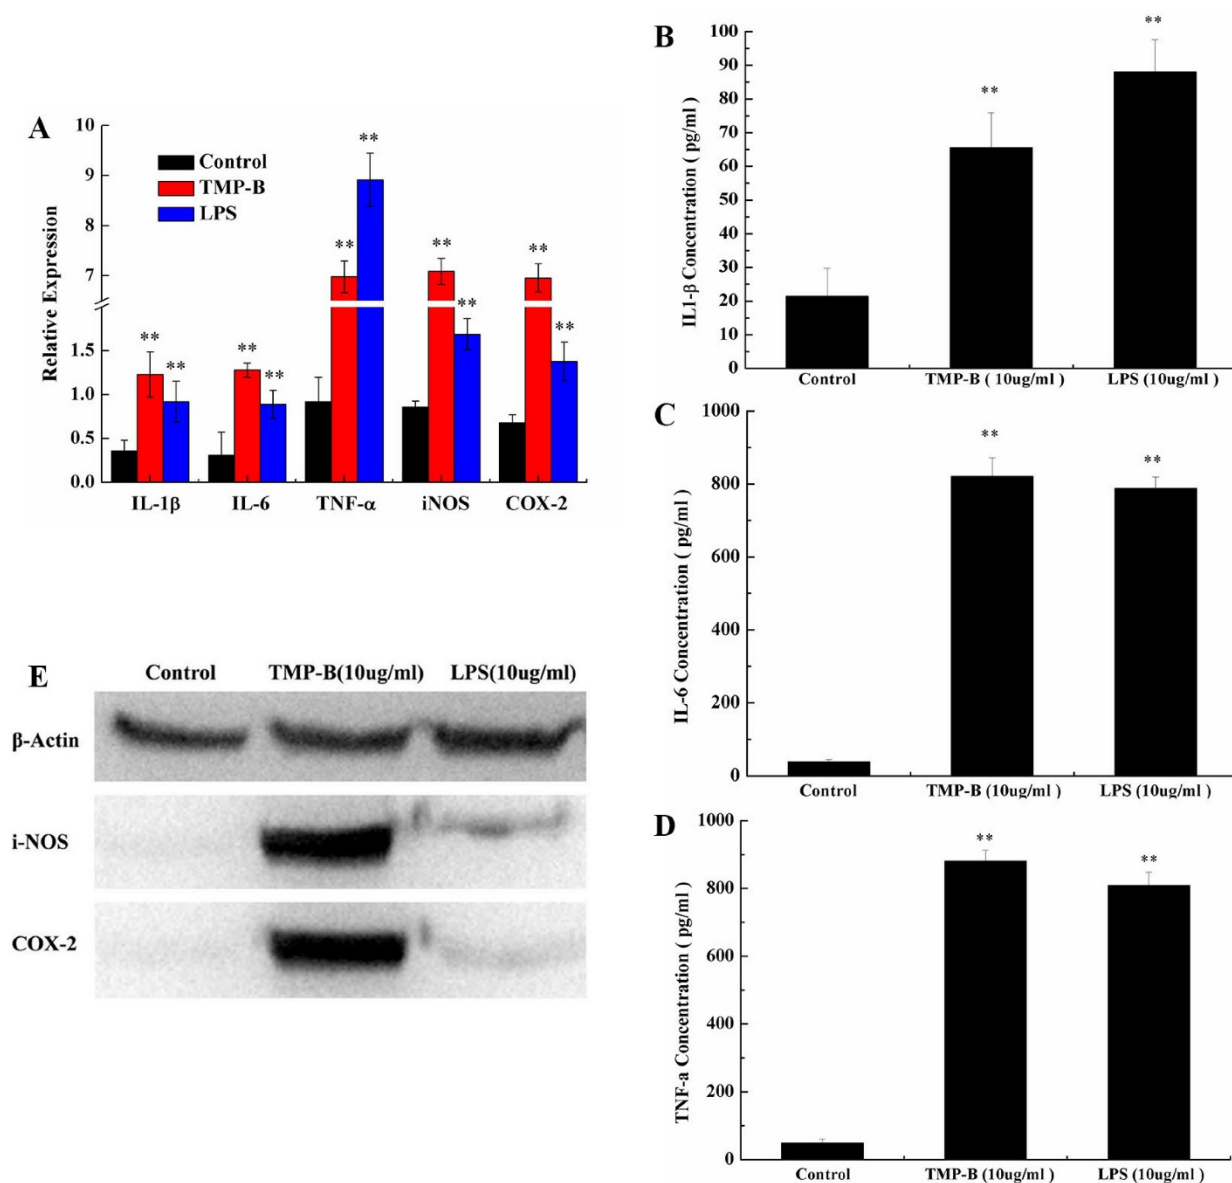 A
10
9
8
7
1.5
1.0
0.5
0.0
Relative Expression
Control
TMP-B
LPS
** ** ** ** ** ** ** ** ** **
IL-1β IL-6 TNF-α iNOS COX-2
B
100
90
80
70
60
50
40
30
20
10
0
IL1-β Concentration ( pg/ml )
** **
Control TMP-B ( 10ug/ml ) LPS (10ug/ml )
C
1000
800
600
400
200
0
IL-6 Concentration ( pg/ml )
** **
Control TMP-B (10ug/ml ) LPS (10ug/ml )
D
1000
800
600
400
200
0
TNF-a Concentration ( pg/ml )
** **
Control TMP-B (10ug/ml ) LPS (10ug/ml )
E
Control TMP-B(10ug/ml) LPS(10ug/ml)
β-Actin
i-NOS
COX-2